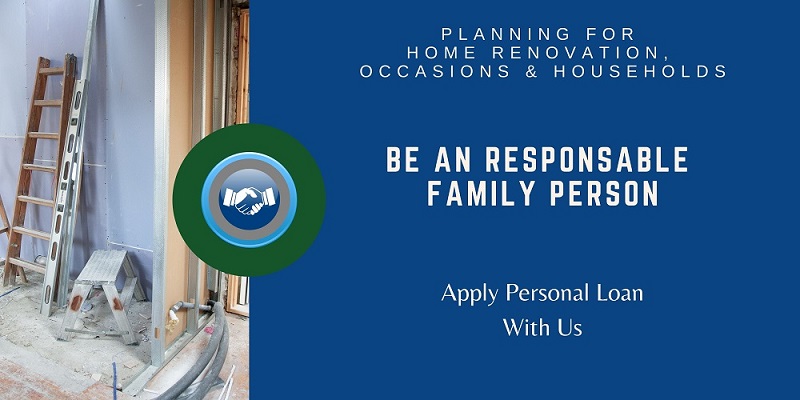 PLANNING FOR
HOME RENOVATION,
OCCASIONS & HOUSEHOLDS
BE AN RESPONSABLE
FAMILY PERSON
Apply Personal Loan
With Us